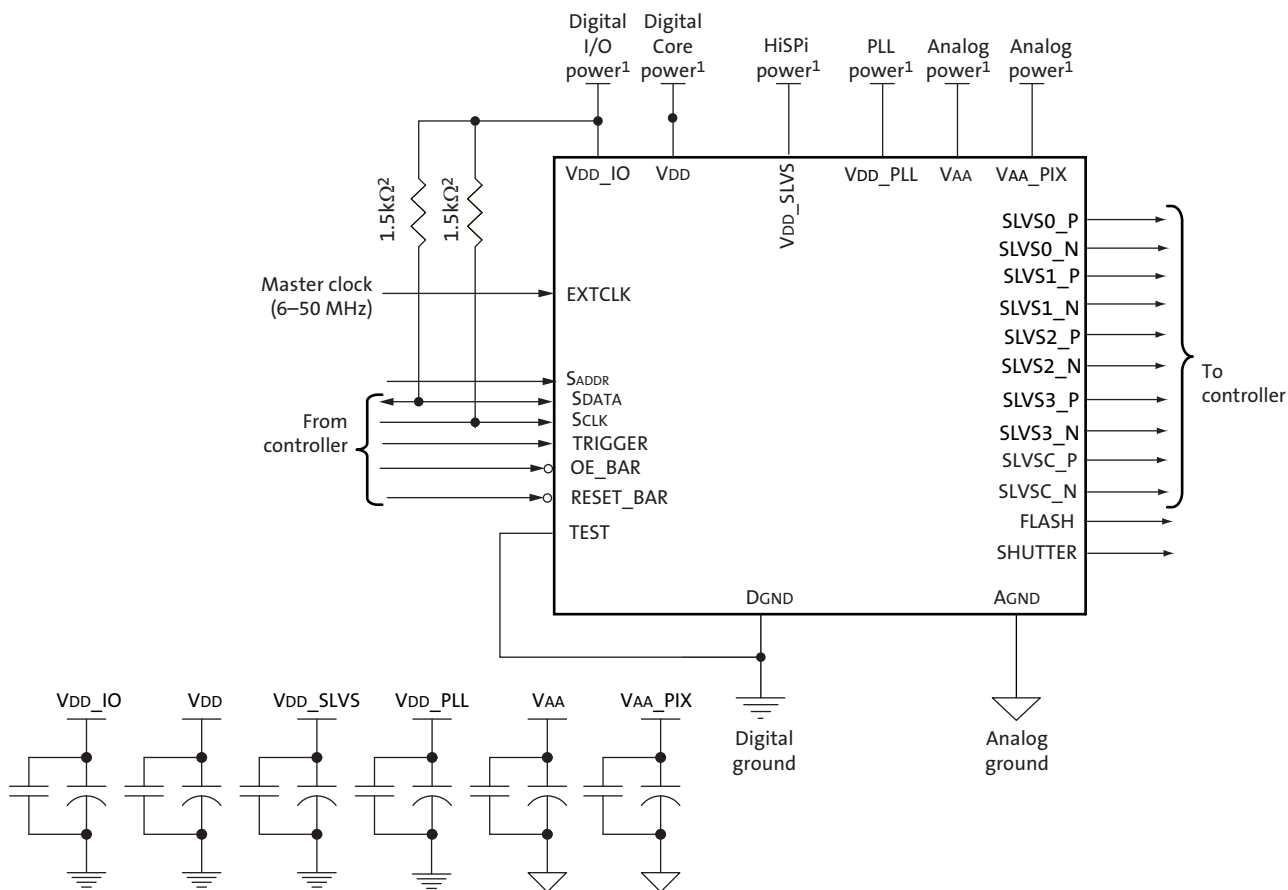 Digital
I/O
power1
Digital
Core
power1
HiSPi
power1
PLL
power1
Analog
power1
Analog
power1
1.5kΩ2
1.5kΩ2
VDD_IO
VDD
VDD_SLVS
VDD_PLL
VAA
VAA_PIX
Master clock
(6–50 MHz)
EXTCLK
SADDR
SDATA
SCLK
TRIGGER
OE_BAR
RESET_BAR
TEST
From
controller
SLVS0_P
SLVS0_N
SLVS1_P
SLVS1_N
SLVS2_P
SLVS2_N
SLVS3_P
SLVS3_N
SLVSC_P
SLVSC_N
FLASH
SHUTTER
To
controller
DGND
AGND
Digital
ground
Analog
ground
VDD_IO
VDD
VDD_SLVS
VDD_PLL
VAA
VAA_PIX